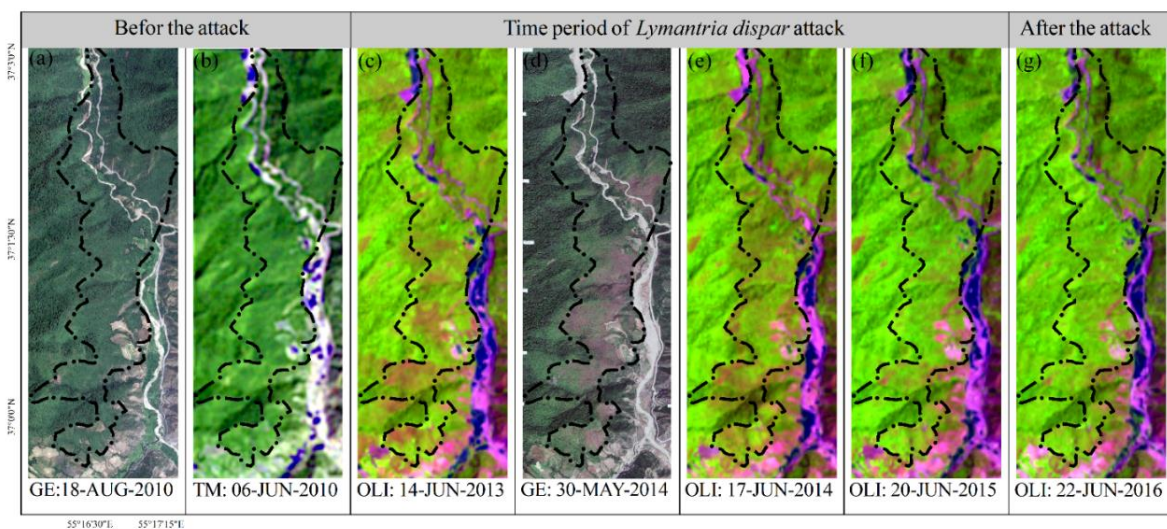 Befor the attack
Time period of Lymantria dispar attack
After the attack
(a)
(b)
(c)
(d)
(e)
(f)
(g)
37°3'0"N
37°1'30"N
37°0'0"N
GE:18-AUG-2010
TM: 06-JUN-2010
OLI: 14-JUN-2013
GE: 30-MAY-2014
OLI: 17-JUN-2014
OLI: 20-JUN-2015
OLI: 22-JUN-2016
55°16'30"E
55°17'15"E